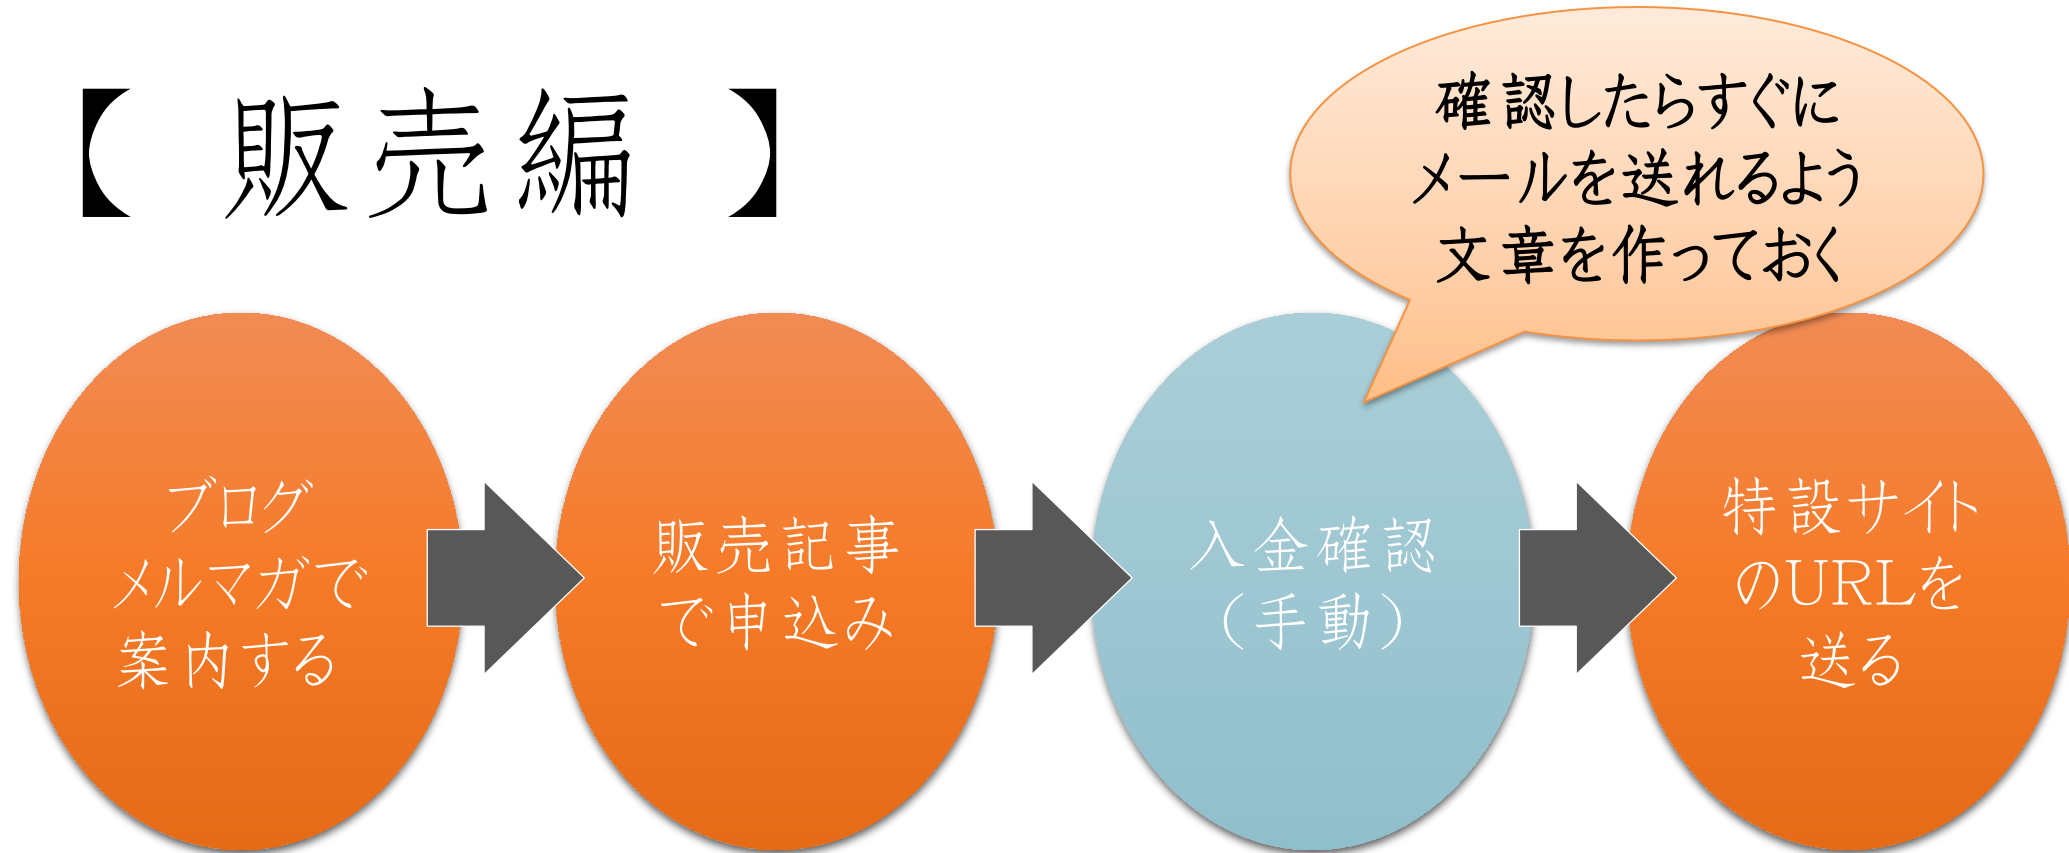 【 販売編 】
確認したらすぐに
メールを送れるよう
文章を作っておく
ブログ
メルマガで
案内する
販売記事
で申込み
入金確認
(手動)
特設サイト
のURLを
送る